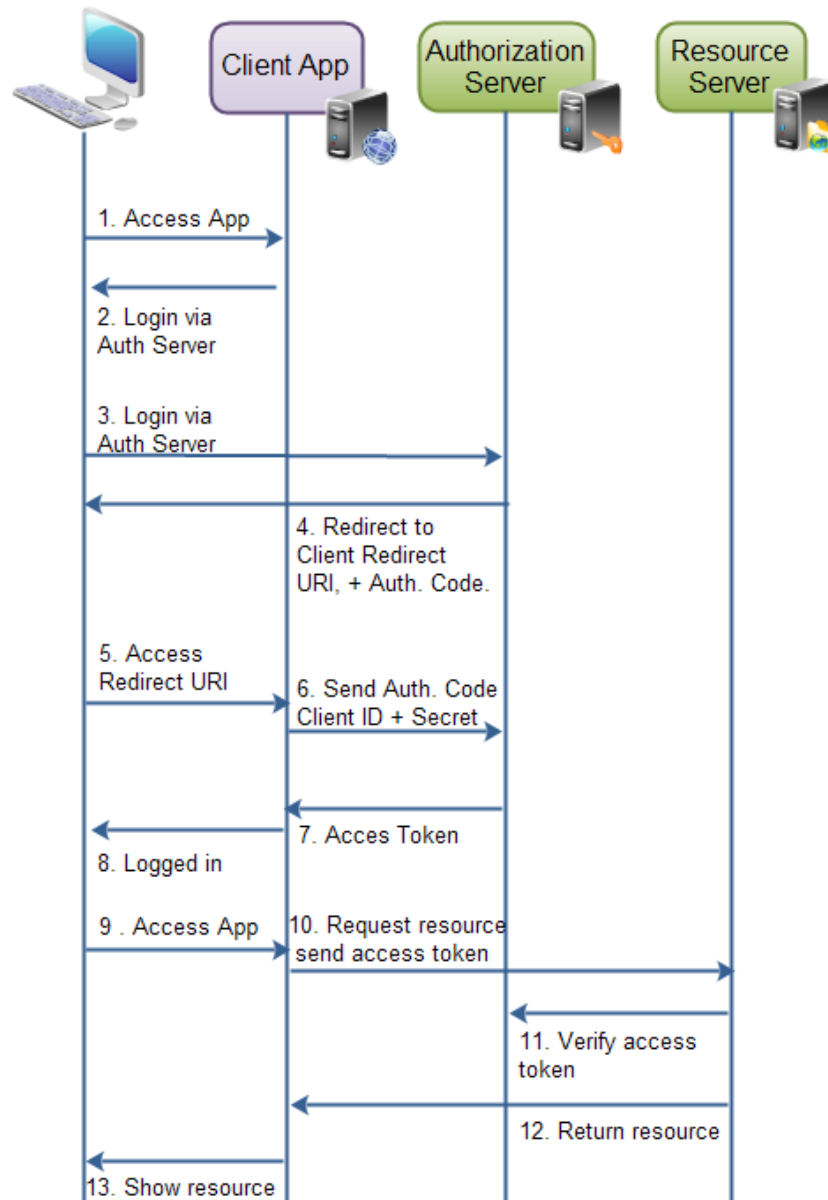 Client App
Authorization
Server
Resource
Server
1. Access App
2. Login via
Auth Server
3. Login via
Auth Server
4. Redirect to
Client Redirect
URI, + Auth. Code.
5. Access
Redirect URI
6. Send Auth. Code
Client ID + Secret
7. Acces Token
8. Logged in
9 . Access App
10. Request resource
send access token
11. Verify access
token
12. Return resource
13. Show resource